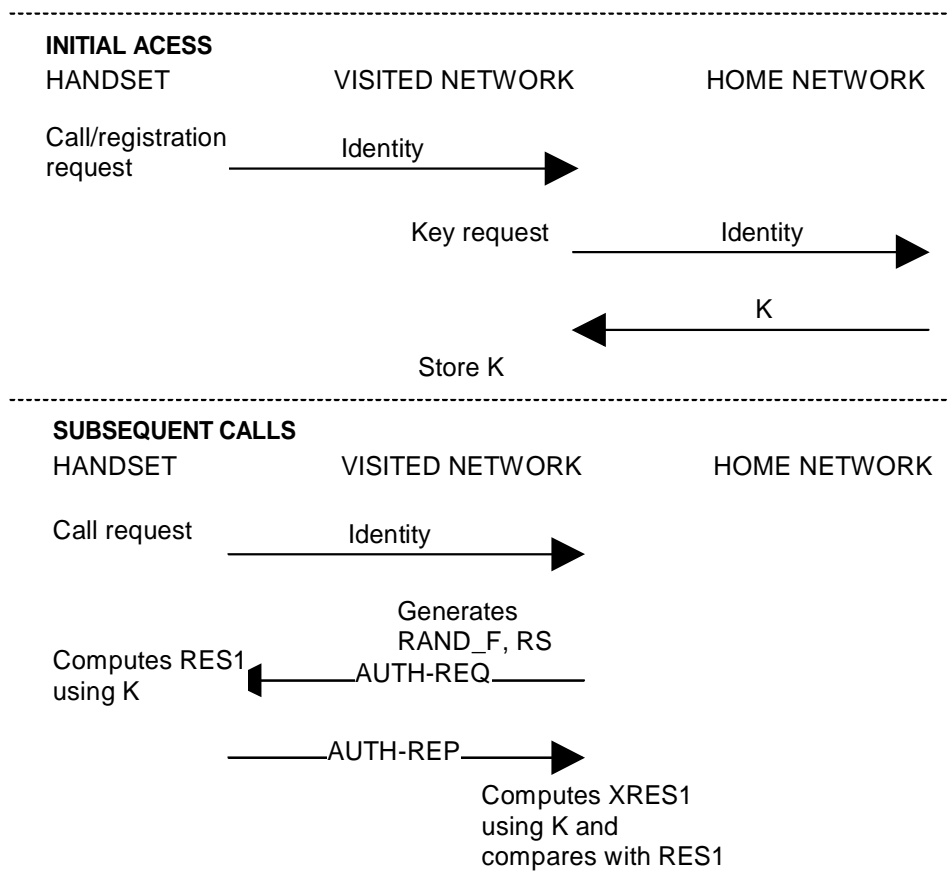 INITIAL ACESS
HANDSET VISITED NETWORK HOME NETWORK
Call/registration
request
Identity
Key request
Identity
K
Store K
SUBSEQUENT CALLS
HANDSET VISITED NETWORK HOME NETWORK
Call request
Identity
Generates
RAND_F, RS
Computes RES1
using K
AUTH-REQ
AUTH-REP
Computes XRES1
using K and
compares with RES1